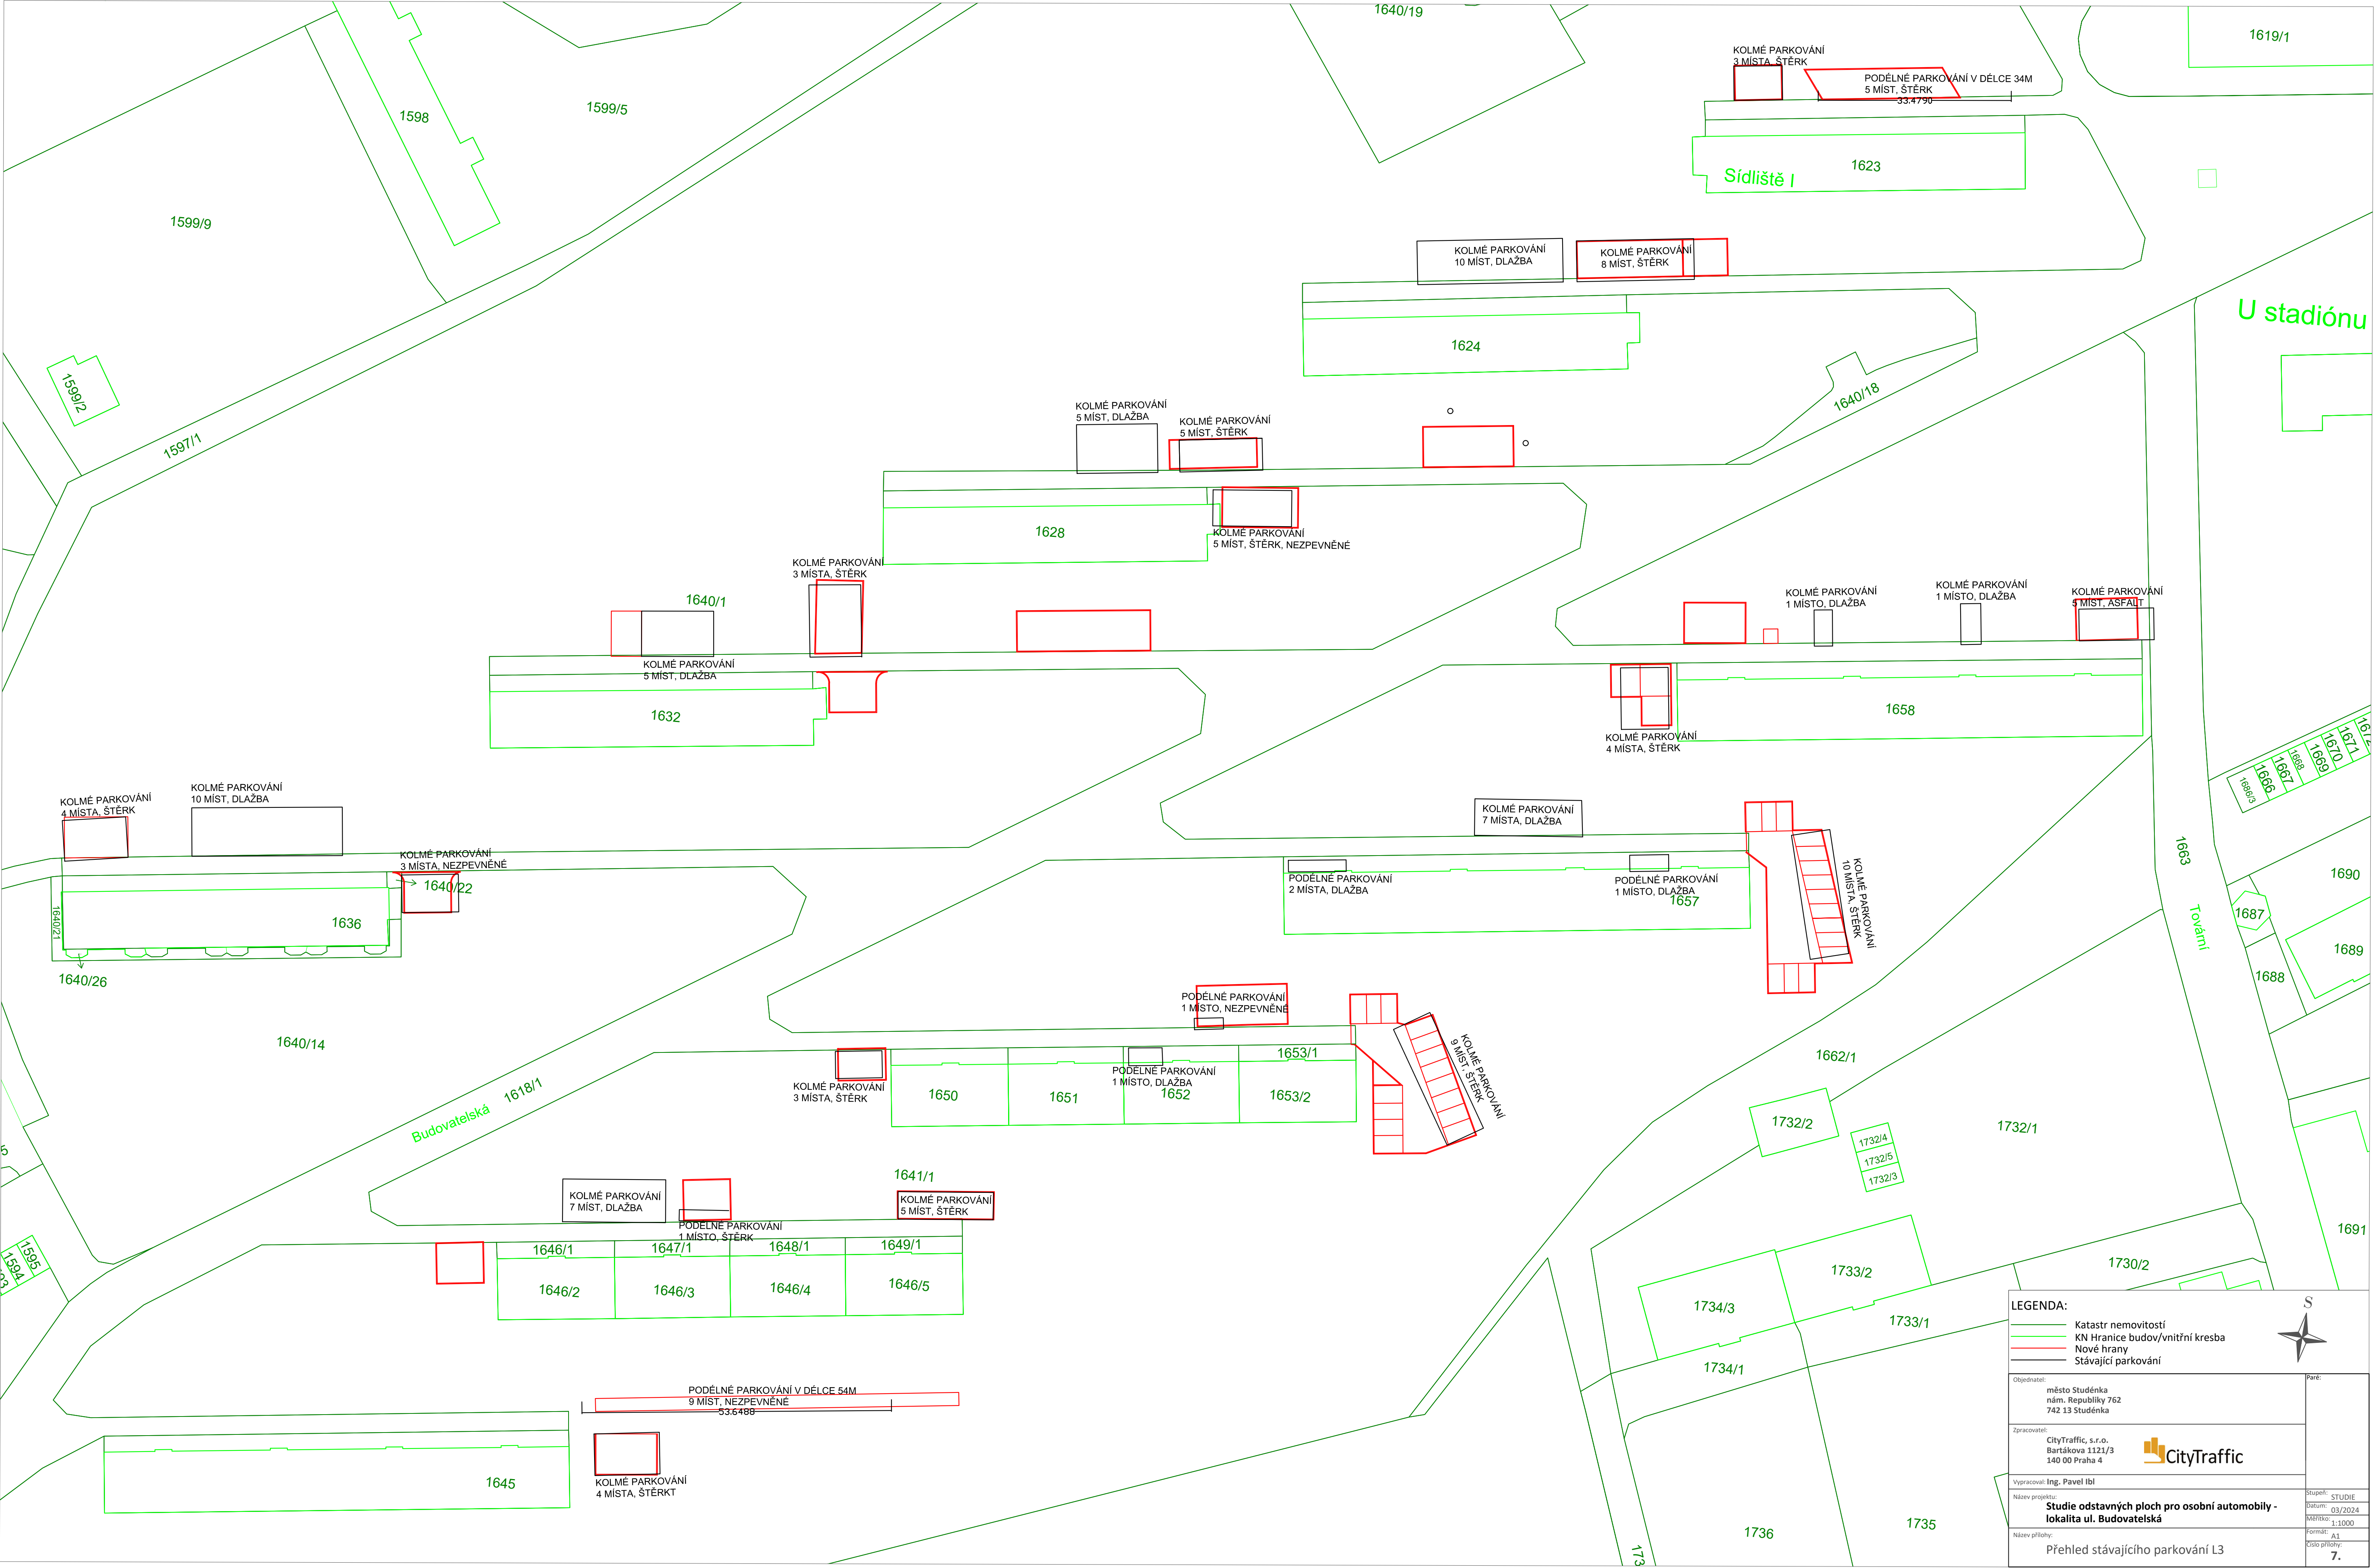 1640/19
1619/1
KOLMÉ PARKOVÁNÍ
3 MÍSTA, ŠTĚRK
PODÉLNÉ PARKOVÁNÍ V DÉLCE 34M
5 MÍST, ŠTĚRK
33.4790
1598
1599/5
1623
Sídliště I
1599/9
KOLMÉ PARKOVÁNÍ
10 MÍST, DLAŽBA
KOLMÉ PARKOVÁNÍ
8 MÍST, ŠTĚRK
U stadiónu
1624
1599/2
1640/18
KOLMÉ PARKOVÁNÍ
5 MÍST, DLAŽBA
KOLMÉ PARKOVÁNÍ
5 MÍST, ŠTĚRK
1597/1
1628
KOLMÉ PARKOVÁNÍ
5 MÍST, ŠTĚRK, NEZPEVNĚNÉ
KOLMÉ PARKOVÁNÍ
3 MÍSTA, ŠTĚRK
1640/1
KOLMÉ PARKOVÁNÍ
1 MÍSTO, DLAŽBA
KOLMÉ PARKOVÁNÍ
1 MÍSTO, DLAŽBA
KOLMÉ PARKOVÁNÍ
5 MÍST, ASFALT
KOLMÉ PARKOVÁNÍ
5 MÍST, DLAŽBA
1632
1658
KOLMÉ PARKOVÁNÍ
4 MÍSTA, ŠTĚRK
1686/3
1666
1667
1668
1669
1670
1671
1672
KOLMÉ PARKOVÁNÍ
4 MÍSTA, ŠTĚRK
KOLMÉ PARKOVÁNÍ
10 MÍST, DLAŽBA
KOLMÉ PARKOVÁNÍ
7 MÍSTA, DLAŽBA
KOLMÉ PARKOVÁNÍ
3 MÍSTA, NEZPEVNĚNÉ
1640/22
1640/21
1636
1640/26
PODÉLNÉ PARKOVÁNÍ
2 MÍSTA, DLAŽBA
PODÉLNÉ PARKOVÁNÍ
1 MÍSTO, DLAŽBA
1657
KOLMÉ PARKOVÁNÍ
10 MÍSTA, ŠTĚRK
1663
1690
1687
Tovární
1689
1688
1640/14
PODÉLNÉ PARKOVÁNÍ
1 MÍSTO, NEZPEVNĚNÉ
KOLMÉ PARKOVÁNÍ
9 MÍST, ŠTĚRK
1662/1
1653/1
PODÉLNÉ PARKOVÁNÍ
1 MÍSTO, DLAŽBA
KOLMÉ PARKOVÁNÍ
3 MÍSTA, ŠTĚRK
1650
1651
1652
1653/2
Budovatelská
1618/1
1732/2
1732/4
1732/5
1732/3
1732/1
1641/1
KOLMÉ PARKOVÁNÍ
7 MÍST, DLAŽBA
KOLMÉ PARKOVÁNÍ
5 MÍST, ŠTĚRK
PODÉLNÉ PARKOVÁNÍ
1 MÍSTO, ŠTĚRK
1691
1595
1594
1646/1
1647/1
1648/1
1649/1
1646/2
1646/3
1646/4
1646/5
1733/2
1730/2
1734/3
1733/1
1734/1
PODÉLNÉ PARKOVÁNÍ V DÉLCE 54M
9 MÍST, NEZPEVNĚNÉ
53.6488
1645
KOLMÉ PARKOVÁNÍ
4 MÍSTA, ŠTĚRKT
1736
1735
173
LEGENDA:
S
Katastr nemovitostí
KN Hranice budov/vnitřní kresba
Nové hrany
Stávající parkování
Objednatel:
město Studénka
nám. Republiky 762
742 13 Studénka
Paré:
Zpracovatel:
CityTraffic, s.r.o.
Bartákova 1121/3
140 00 Praha 4
CityTraffic
Vypracoval: Ing. Pavel Ibl
Název projektu:
Studie odstavných ploch pro osobní automobily -
lokalita ul. Budovatelská
Stupeň: STUDIE
Datum: 03/2024
Měřítko: 1:1000
Formát: A1
Název přílohy:
Přehled stávajícího parkování L3
Číslo přílohy:
7.